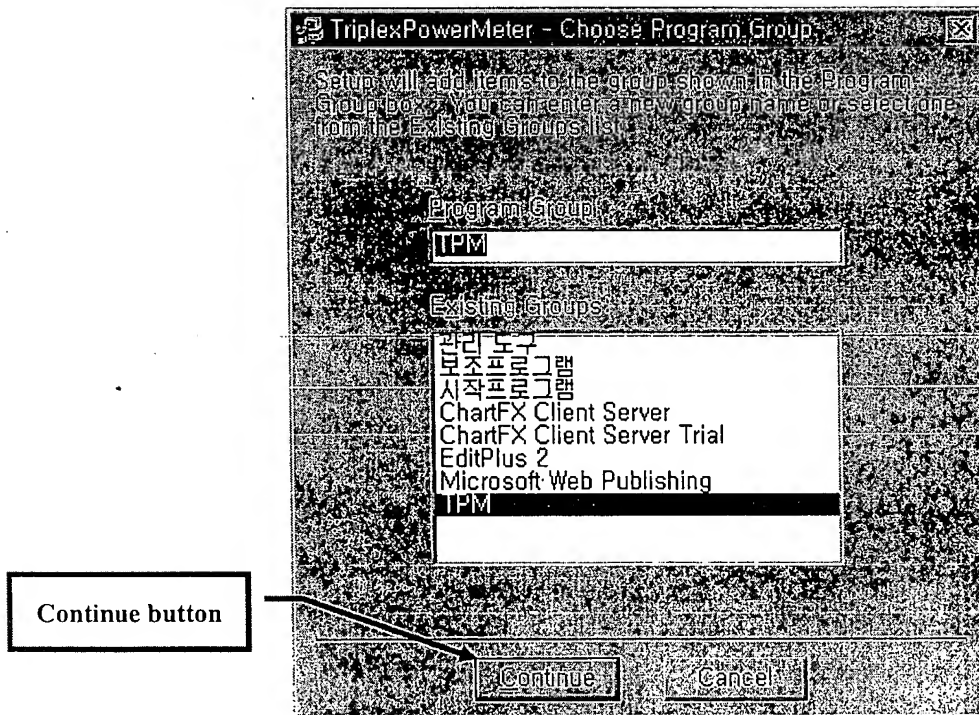 TriplexPowerMeter - Choose Program Group
Setup will add items to the group shown in the Program
Group box. You can enter a new group name or select one
from the Existing Groups list.
Program Group:
TPM
Existing Groups:
관리 도구
보조프로그램
시작프로그램
ChartFX Client Server
ChartFX Client Server Trial
EditPlus 2
Microsoft Web Publishing
TPM
Continue button
Continue
Cancel